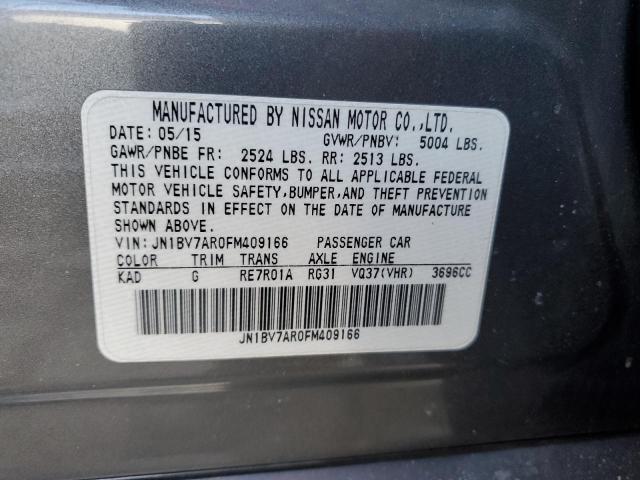 MANUFACTURED BY NISSAN MOTOR CO.,LTD.
DATE: 05/15 GVWR/PNBV: 5004 LBS.
GAWR/PNBE FR: 2524 LBS. RR: 2513 LBS.
THIS VEHICLE CONFORMS TO ALL APPLICABLE FEDERAL
MOTOR VEHICLE SAFETY,BUMPER,AND THEFT PREVENTION
STANDARDS IN EFFECT ON THE DATE OF MANUFACTURE
SHOWN ABOVE.
VIN: JN1BV7AR0FM409166 PASSENGER CAR
COLOR TRIM TRANS AXLE ENGINE
KAD G RE7R01A RG31 VQ37(VHR) 3696CC
JN1BV7AR0FM409166